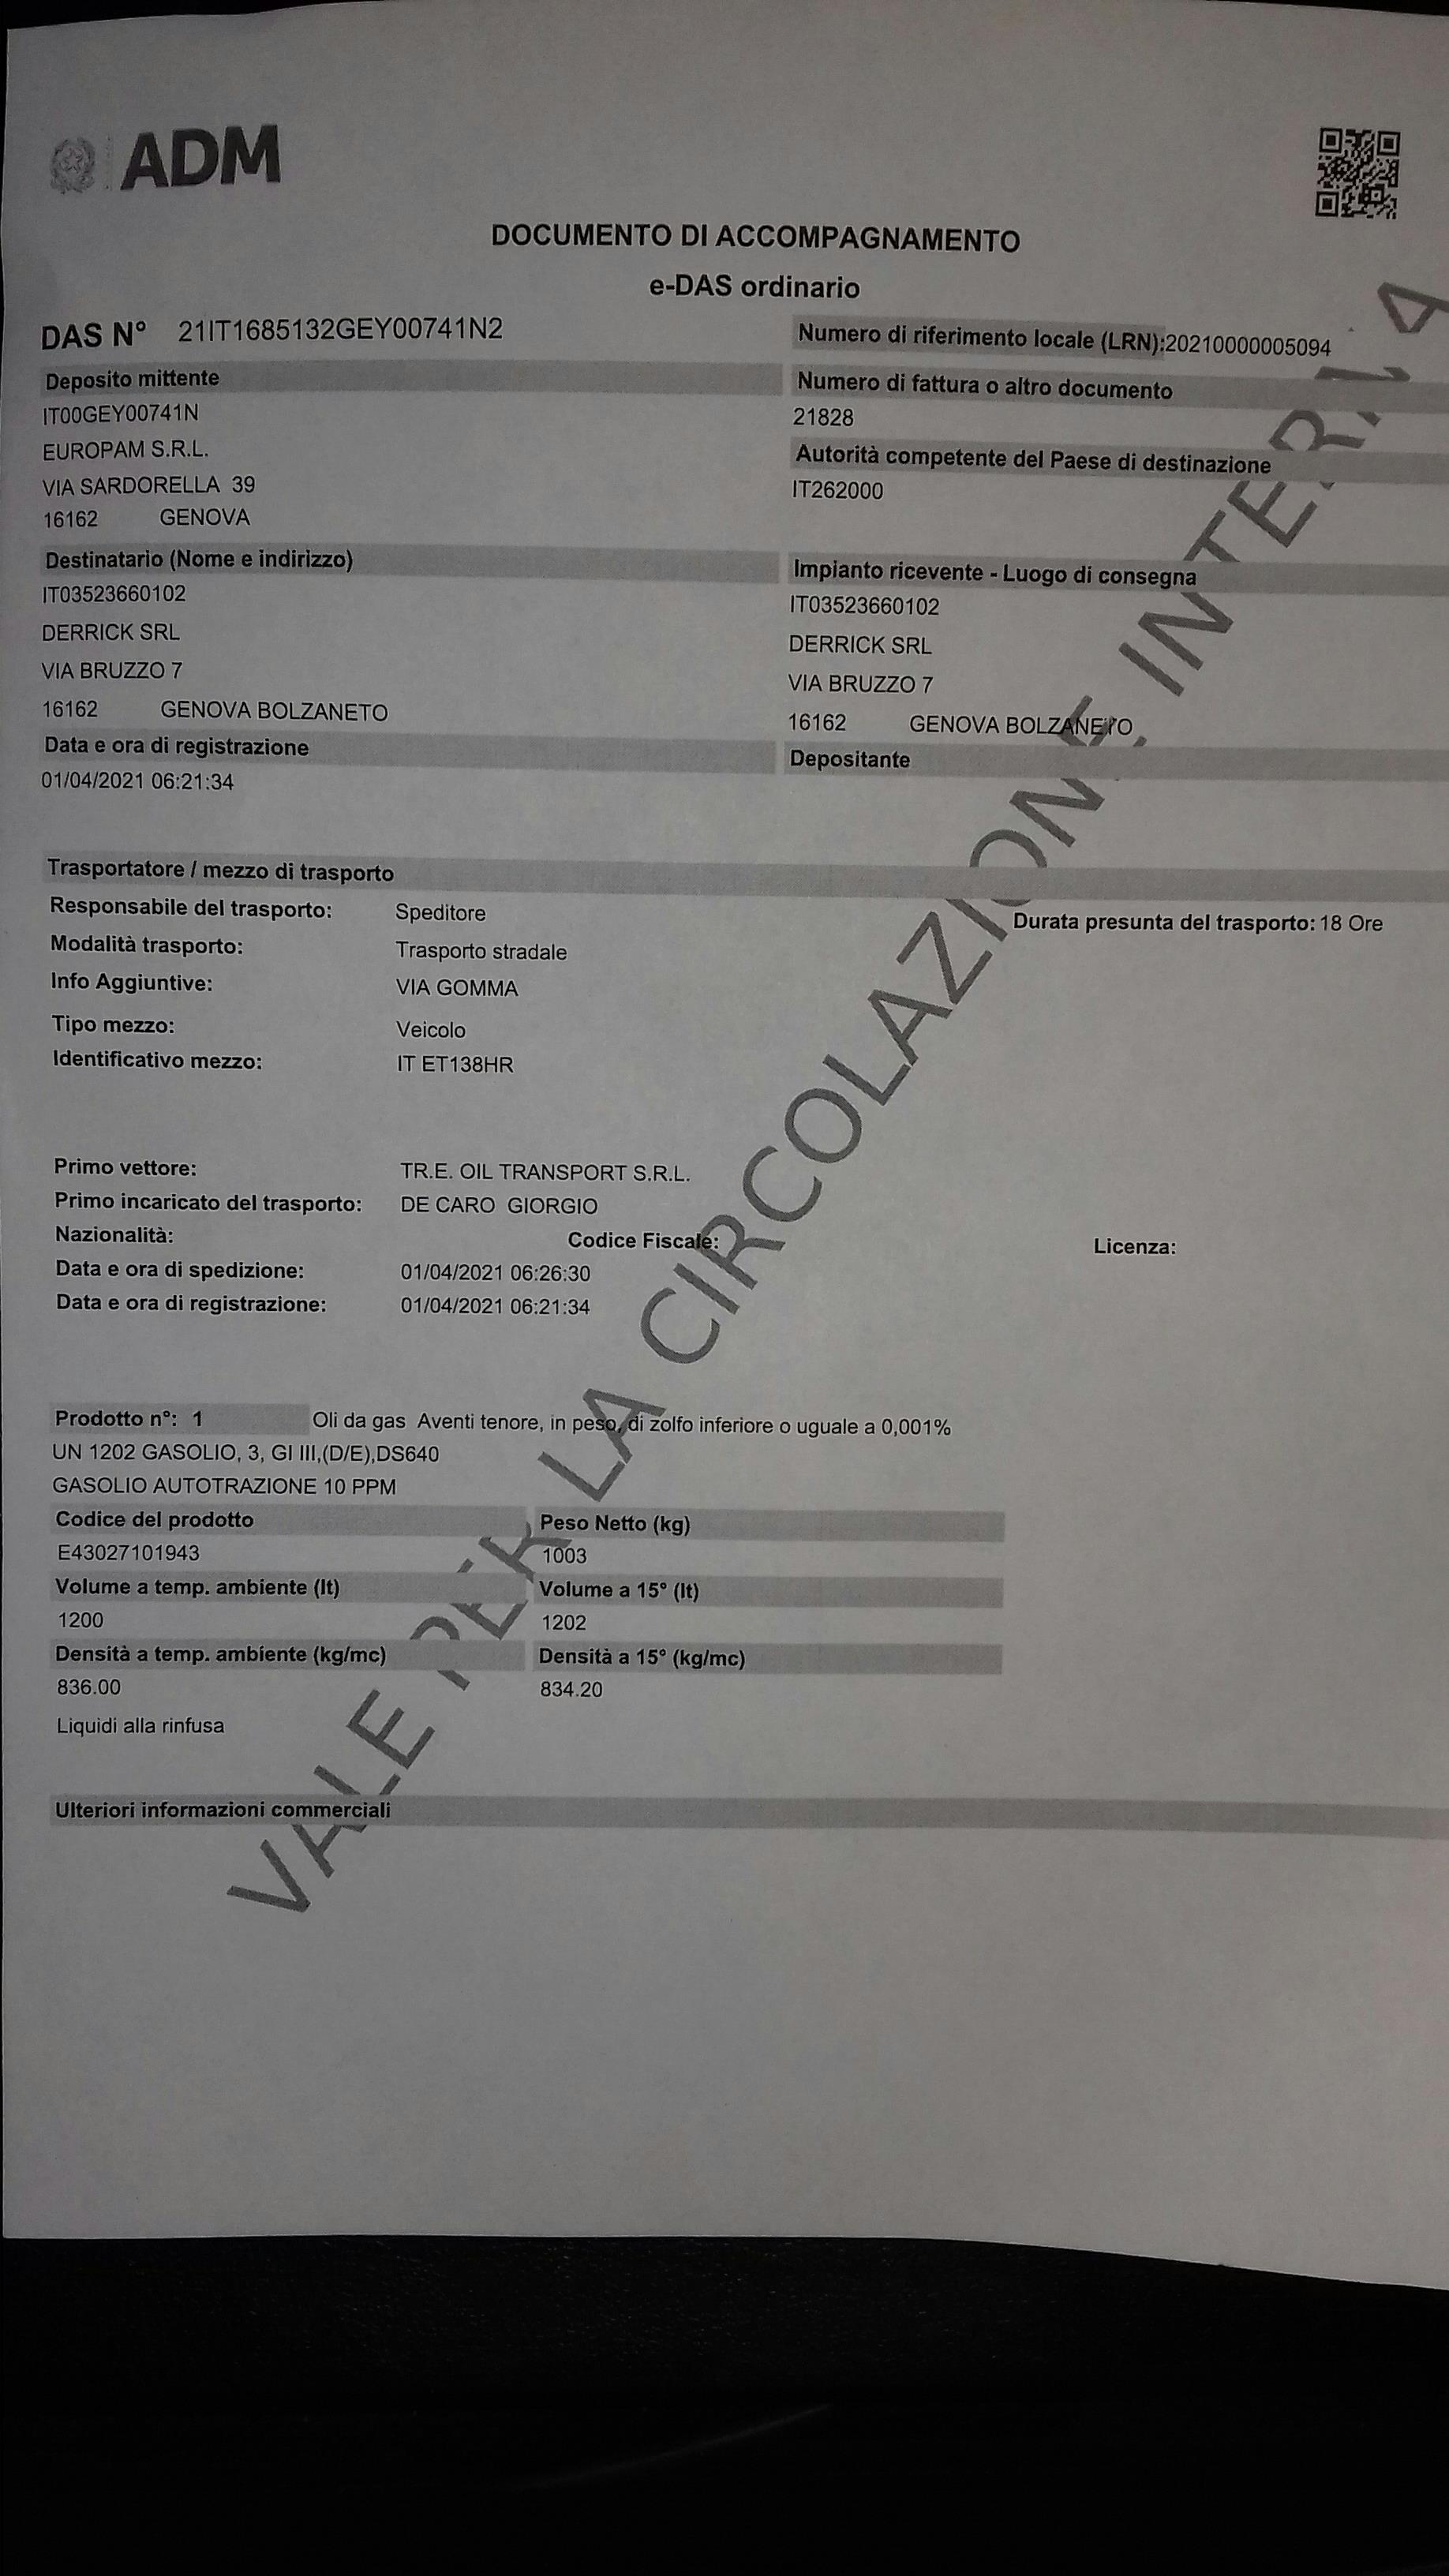 ADM
DOCUMENTO DI ACCOMPAGNAMENTO
e-DAS ordinario
DAS N° 21IT1685132GEY00741N2
Numero di riferimento locale (LRN):20210000005094
Deposito mittente
IT00GEY00741N
EUROPAM S.R.L.
VIA SARDORELLA 39
16162 GENOVA
Numero di fattura o altro documento
21828
Autorità competente del Paese di destinazione
IT262000
Destinatario (Nome e indirizzo)
IT03523660102
DERRICK SRL
VIA BRUZZO 7
16162 GENOVA BOLZANETO
Impianto ricevente - Luogo di consegna
IT03523660102
DERRICK SRL
VIA BRUZZO 7
16162 GENOVA BOLZANETO
Data e ora di registrazione
01/04/2021 06:21:34
Depositante
Trasportatore / mezzo di trasporto
Responsabile del trasporto: Speditore
Durata presunta del trasporto: 18 Ore
Modalità trasporto: Trasporto stradale
Info Aggiuntive: VIA GOMMA
Tipo mezzo: Veicolo
Identificativo mezzo: IT ET138HR
Primo vettore: TR.E. OIL TRANSPORT S.R.L.
Primo incaricato del trasporto: DE CARO GIORGIO
Nazionalità: Codice Fiscale: Licenza:
Data e ora di spedizione: 01/04/2021 06:26:30
Data e ora di registrazione: 01/04/2021 06:21:34
Prodotto n°: 1 Oli da gas Aventi tenore, in peso, di zolfo inferiore o uguale a 0,001%
UN 1202 GASOLIO, 3, GI III,(D/E),DS640
GASOLIO AUTOTRAZIONE 10 PPM
Codice del prodotto Peso Netto (kg)
E43027101943 1003
Volume a temp. ambiente (lt) Volume a 15° (lt)
1200 1202
Densità a temp. ambiente (kg/mc) Densità a 15° (kg/mc)
836.00 834.20
Liquidi alla rinfusa
Ulteriori informazioni commerciali
VALE PER LA CIRCOLAZIONE INTERNA